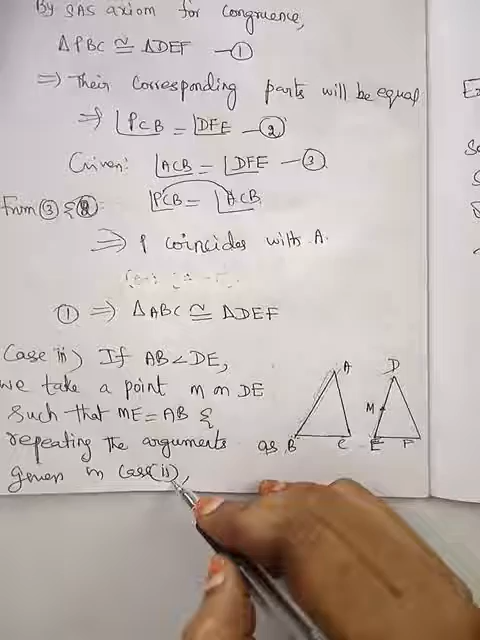 By SAS axiom for congruence,
ΔPBC ≅ ΔDEF —①
⇒ Their corresponding parts will be equal
⇒ ∠PCB = ∠DFE —②
Given: ∠ACB = ∠DFE —③
From ③ & ②: ∠PCB = ∠ACB
⇒ P coincides with A.
① ⇒ ΔABC ≅ ΔDEF
Case iii) If AB < DE,
we take a point M on DE
such that ME = AB &
repeating the arguments as
given in Case(ii),
A D
M
B C E F